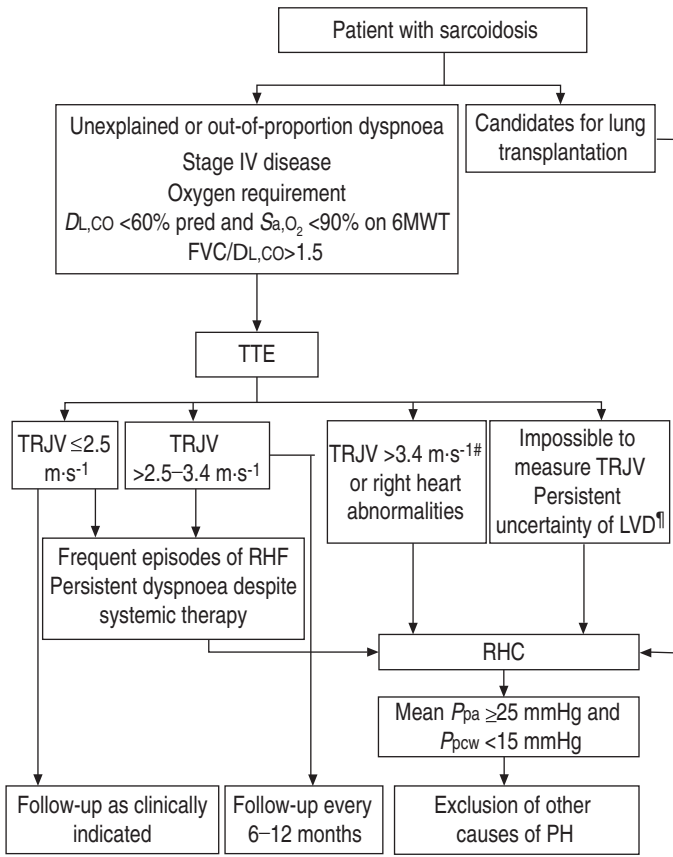 Patient with sarcoidosis
Unexplained or out-of-proportion dyspnoea
Stage IV disease
Oxygen requirement
DL,CO <60% pred and Sa,O₂ <90% on 6MWT
FVC/DL,CO>1.5
Candidates for lung
transplantation
TTE
TRJV ≤2.5
m·s⁻¹
TRJV
>2.5–3.4 m·s⁻¹
TRJV >3.4 m·s⁻¹#
or right heart
abnormalities
Impossible to
measure TRJV
Persistent
uncertainty of LVD¶
Frequent episodes of RHF
Persistent dyspnoea despite
systemic therapy
RHC
Mean Ppa ≥25 mmHg and
Ppcw <15 mmHg
Follow-up as clinically
indicated
Follow-up every
6–12 months
Exclusion of other
causes of PH